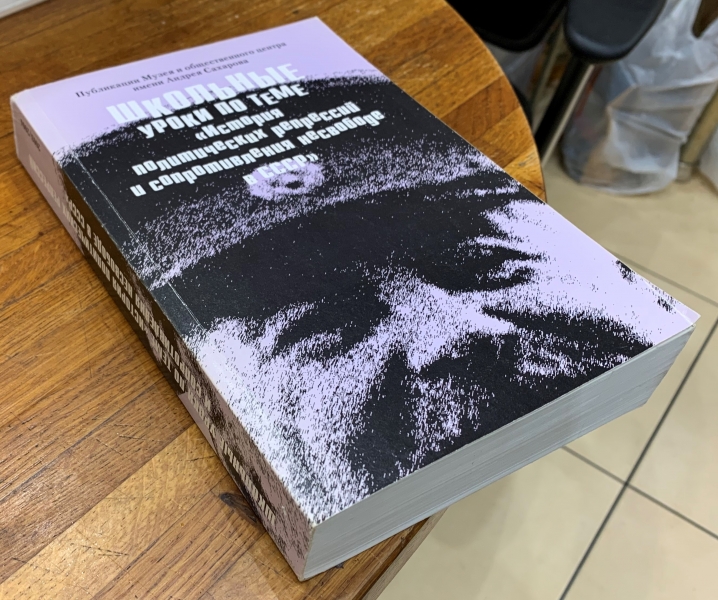 Публикации Музея и общественного центра
имени Андрея Сахарова
ШКОЛЬНЫЕ
УРОКИ ПО ТЕМЕ
«История
политических репрессий
и сопротивления несвободе
в СССР»